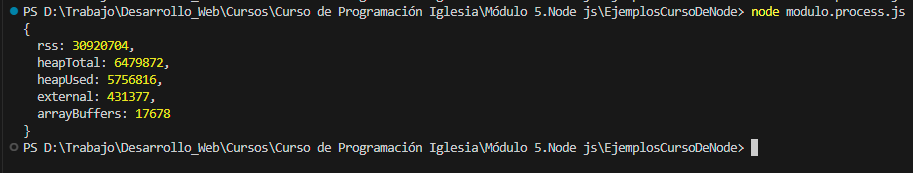 PS D:\Trabajo\Desarrollo_Web\Cursos\Curso de Programación Iglesia\Módulo 5.Node js\EjemplosCursoDeNode> node modulo.process.js
{
  rss: 30920704,
  heapTotal: 6479872,
  heapUsed: 5756816,
  external: 431377,
  arrayBuffers: 17678
}
PS D:\Trabajo\Desarrollo_Web\Cursos\Curso de Programación Iglesia\Módulo 5.Node js\EjemplosCursoDeNode>